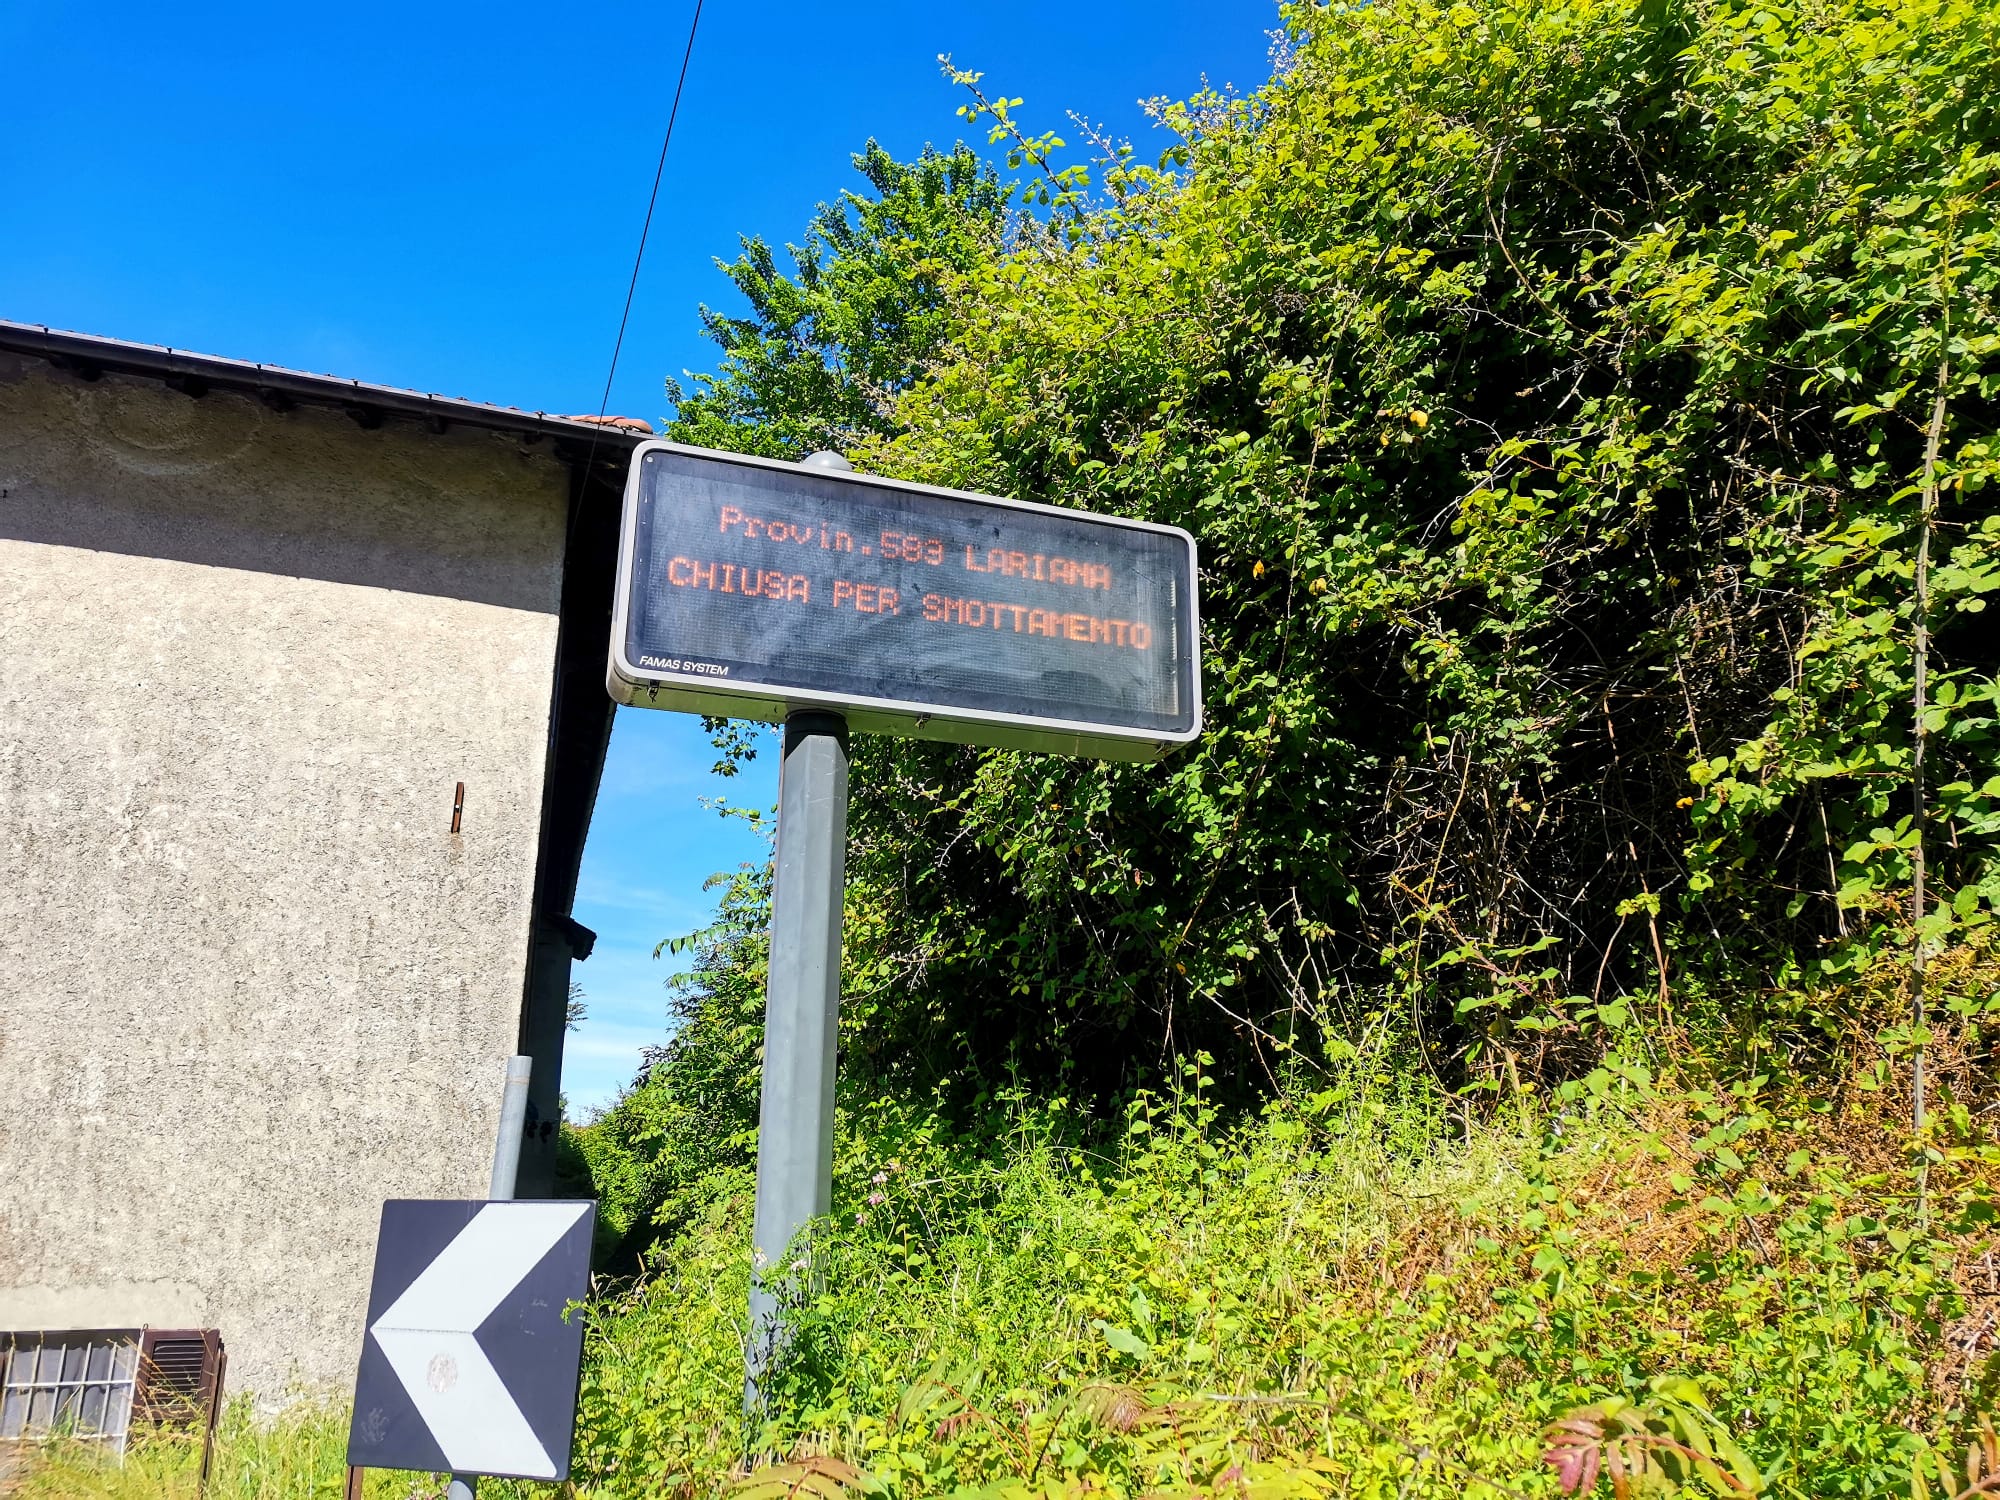 Provin.583 LARIANA
CHIUSA PER SMOTTAMENTO
FAMAS SYSTEM